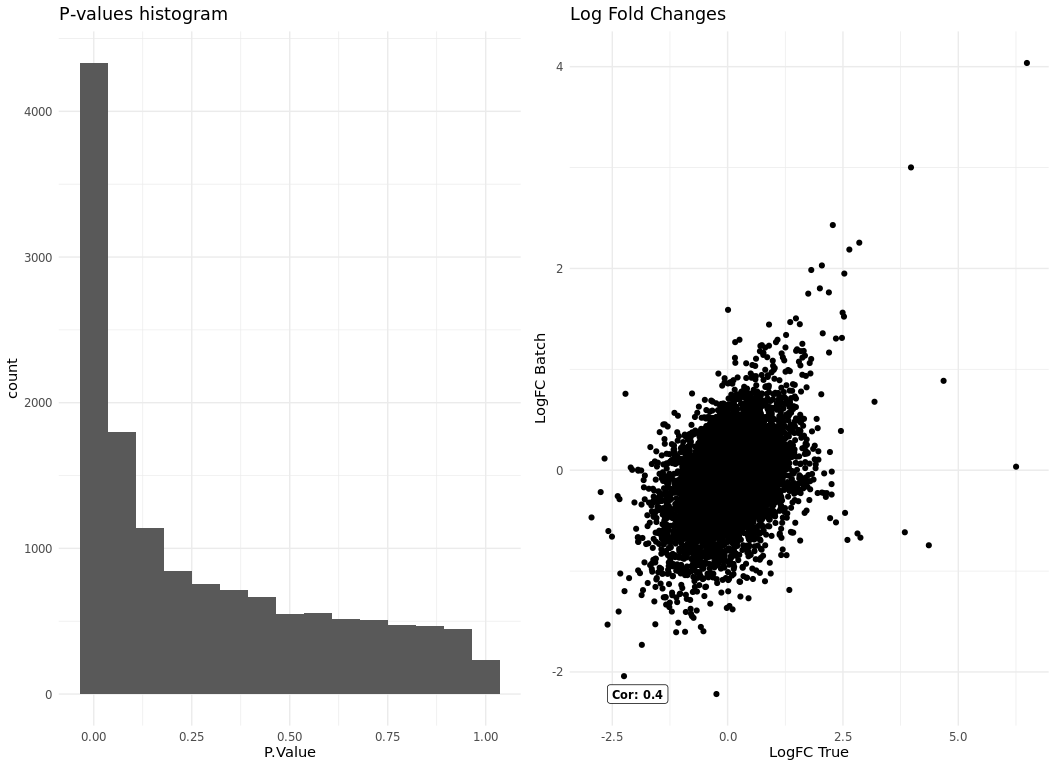 P-values histogram
count
4000
3000
2000
1000
0
0.00 0.25 0.50 0.75 1.00
P.Value
Log Fold Changes
LogFC Batch
4
2
0
-2
Cor: 0.4
-2.5 0.0 2.5 5.0
LogFC True